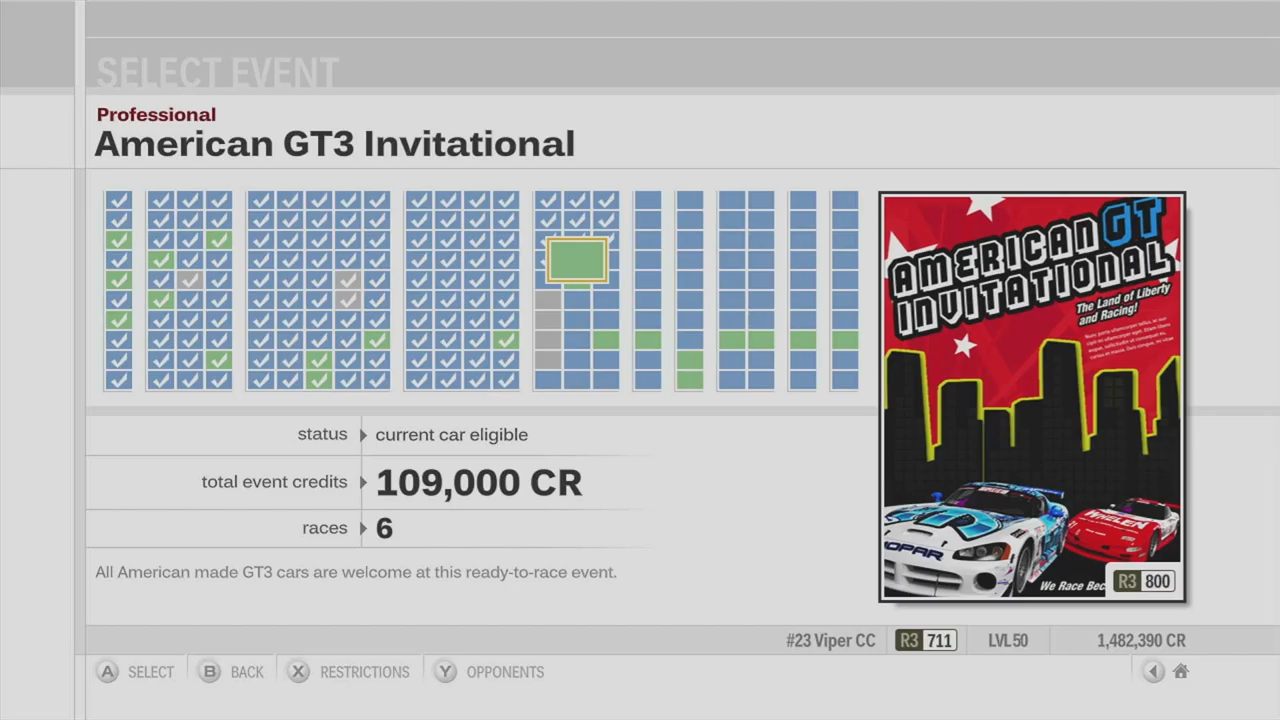 SELECT EVENT
Professional
American GT3 Invitational
AMERICAN GT
INVITATIONAL
The Land of Liberty
and Racing!
status
current car eligible
total event credits
109,000 CR
races
6
All American made GT3 cars are welcome at this ready-to-race event.
WHELEN
MOPAR
We Race Bec
R3 800
#23 Viper CC
R3 711
LVL50
1,482,390 CR
A SELECT
B BACK
X RESTRICTIONS
Y OPPONENTS